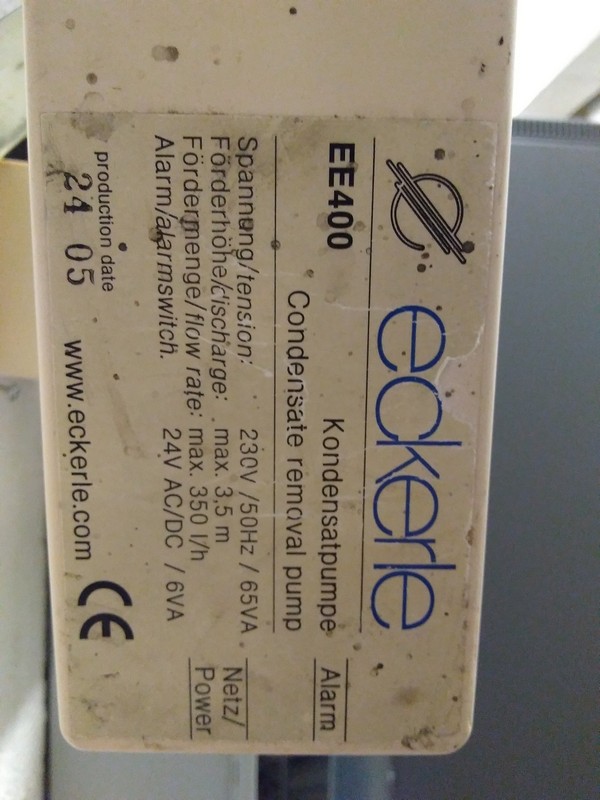 eckerle
EE400 Kondensatpumpe
Condensate removal pump
Spannung/tension: 230V /50Hz / 65VA
Förderhöhe/discharge: max. 3,5 m
Fördermenge/flow rate: max. 350 l/h
Alarm/alarmswitch. 24V AC/DC / 6VA
production date
24 05
www.eckerle.com CE
Alarm
Netz/
Power